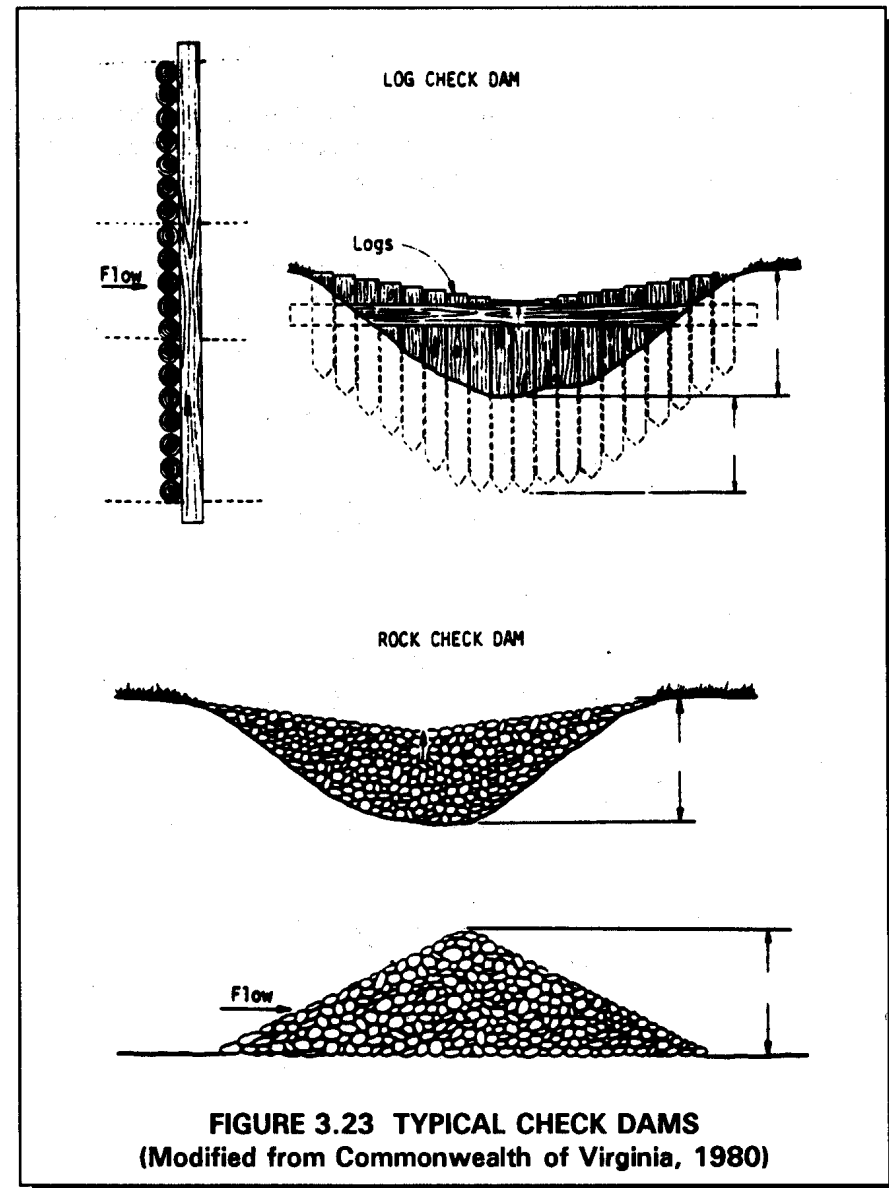 LOG CHECK DAM
Logs
Flow
ROCK CHECK DAM
Flow
FIGURE 3.23 TYPICAL CHECK DAMS
(Modified from Commonwealth of Virginia, 1980)